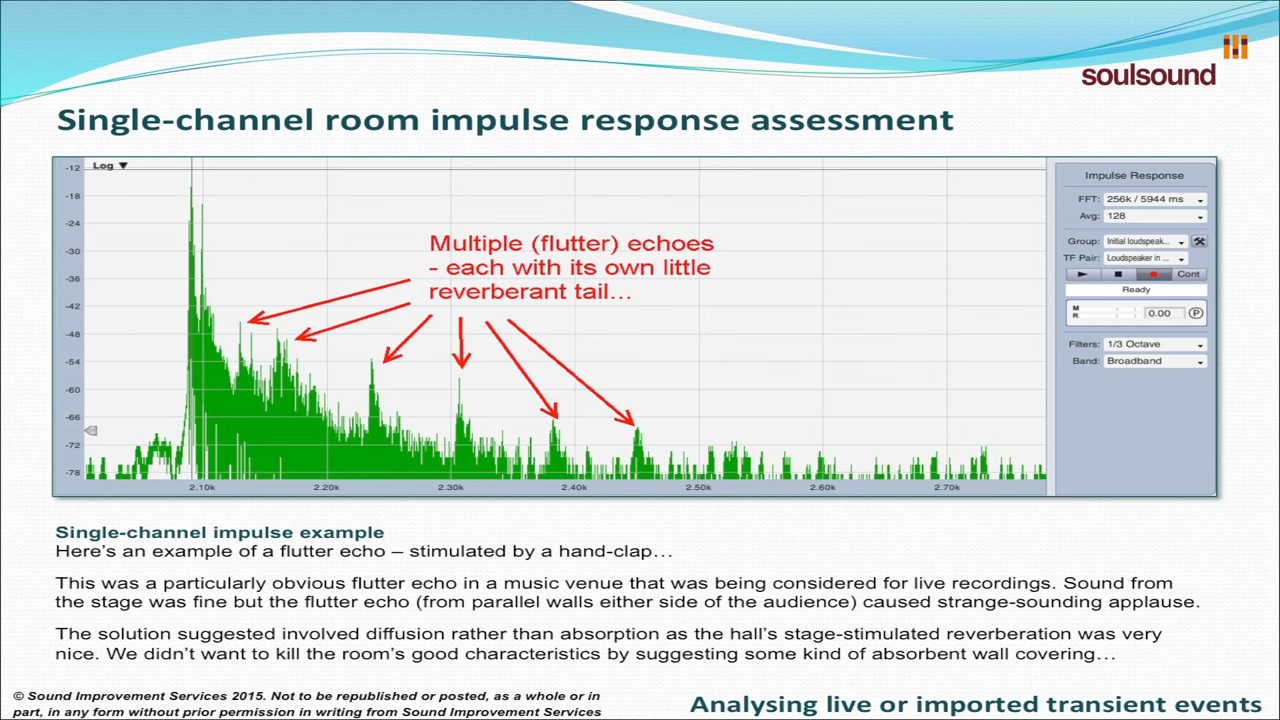 soulsound
Single-channel room impulse response assessment
Log ▼
-12
-18
-24
-30
-36
-42
-48
-54
-60
-66
-72
-78
2.10k 2.20k 2.30k 2.40k 2.50k 2.60k 2.70k
Multiple (flutter) echoes
- each with its own little
reverberant tail…
Impulse Response
FFT: 256k / 5944 ms
Avg: 128
Group: Initial loudspeak...
TF Pair: Loudspeaker in ...
Cont
Ready
M
R
0.00 P
Filters: 1/3 Octave
Band: Broadband
Single-channel impulse example
Here's an example of a flutter echo – stimulated by a hand-clap…
This was a particularly obvious flutter echo in a music venue that was being considered for live recordings. Sound from
the stage was fine but the flutter echo (from parallel walls either side of the audience) caused strange-sounding applause.
The solution suggested involved diffusion rather than absorption as the hall's stage-stimulated reverberation was very
nice. We didn't want to kill the room's good characteristics by suggesting some kind of absorbent wall covering…
© Sound Improvement Services 2015. Not to be republished or posted, as a whole or in
part, in any form without prior permission in writing from Sound Improvement Services
Analysing live or imported transient events